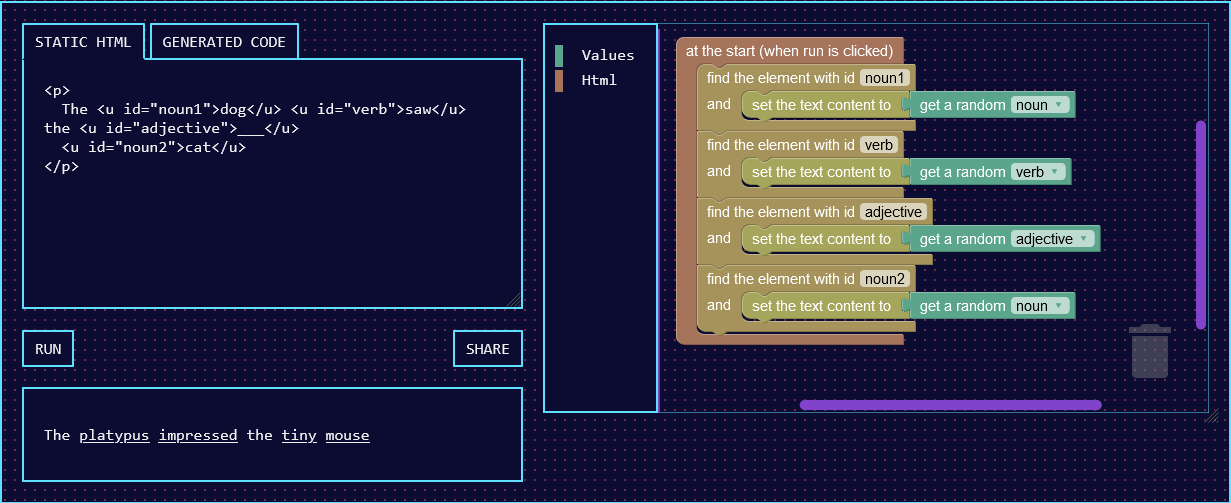 STATIC HTML
GENERATED CODE
<p>
The <u id="noun1">dog</u> <u id="verb">saw</u>
the <u id="adjective">___</u>
<u id="noun2">cat</u>
</p>
RUN
SHARE
The platypus impressed the tiny mouse
Values
Html
at the start (when run is clicked)
find the element with id noun1
and set the text content to get a random noun
find the element with id verb
and set the text content to get a random verb
find the element with id adjective
and set the text content to get a random adjective
find the element with id noun2
and set the text content to get a random noun